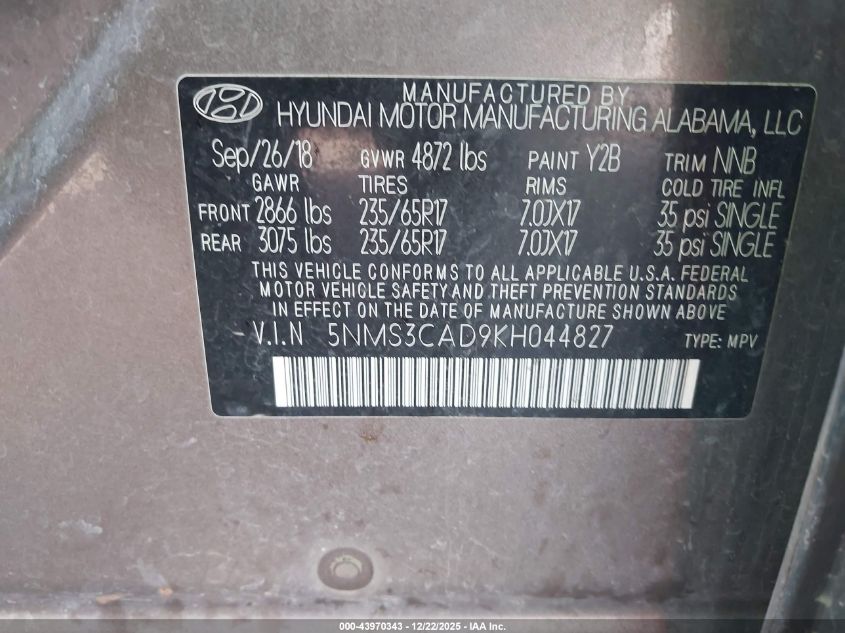 MANUFACTURED BY
HYUNDAI MOTOR MANUFACTURING ALABAMA, LLC
Sep/26/18 GVWR 4872 lbs PAINT Y2B TRIM NNB
GAWR TIRES RIMS COLD TIRE INFL
FRONT 2866 lbs 235/65R17 7.0JX17 35 psi SINGLE
REAR 3075 lbs 235/65R17 7.0JX17 35 psi SINGLE
THIS VEHICLE CONFORMS TO ALL APPLICABLE U.S.A. FEDERAL
MOTOR VEHICLE SAFETY AND THEFT PREVENTION STANDARDS
IN EFFECT ON THE DATE OF MANUFACTURE SHOWN ABOVE
V.I.N 5NMS3CAD9KH044827 TYPE: MPV
000-43970343 - 12/22/2025 - IAA Inc.